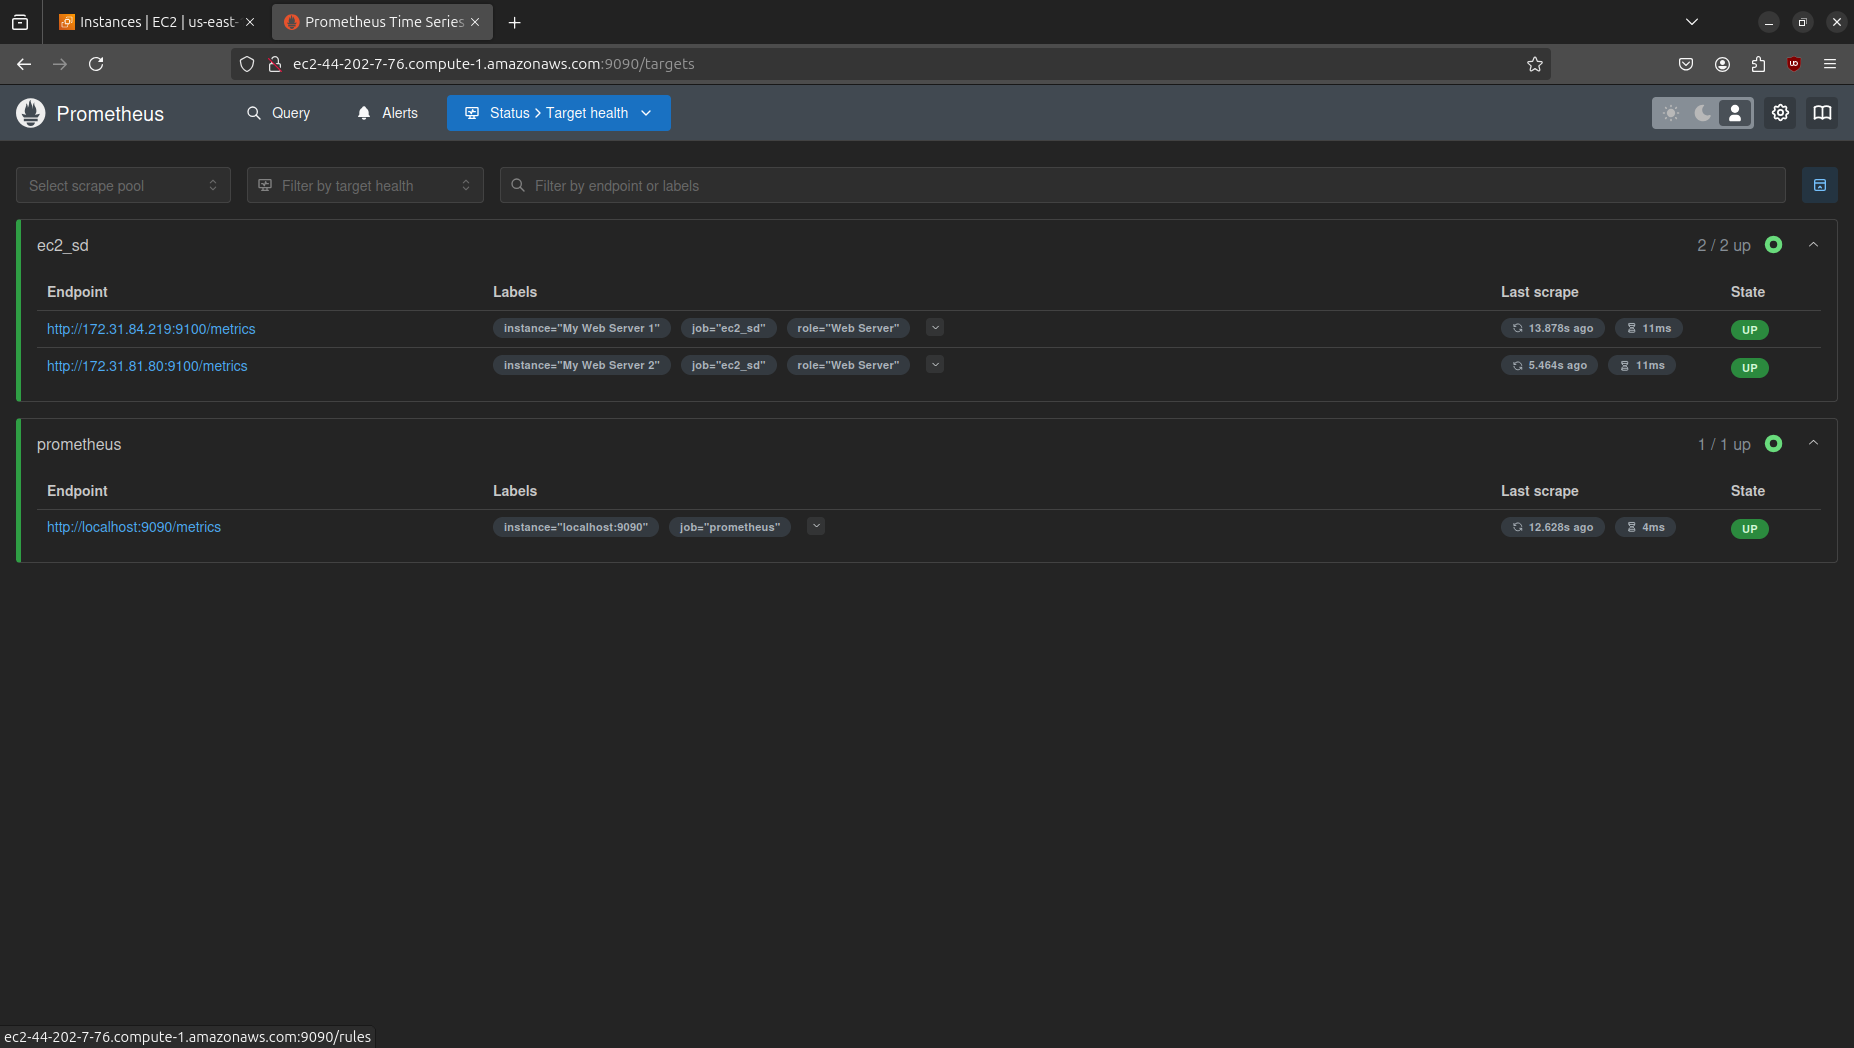 Instances | EC2 | us-east-
Prometheus Time Series
ec2-44-202-7-76.compute-1.amazonaws.com:9090/targets
Prometheus
Query
Alerts
Status > Target health
Select scrape pool
Filter by target health
Filter by endpoint or labels
ec2_sd
2 / 2 up
Endpoint Labels Last scrape State
http://172.31.84.219:9100/metrics instance="My Web Server 1" job="ec2_sd" role="Web Server" 13.878s ago 11ms UP
http://172.31.81.80:9100/metrics instance="My Web Server 2" job="ec2_sd" role="Web Server" 5.464s ago 11ms UP
prometheus
1 / 1 up
Endpoint Labels Last scrape State
http://localhost:9090/metrics instance="localhost:9090" job="prometheus" 12.628s ago 4ms UP
ec2-44-202-7-76.compute-1.amazonaws.com:9090/rules